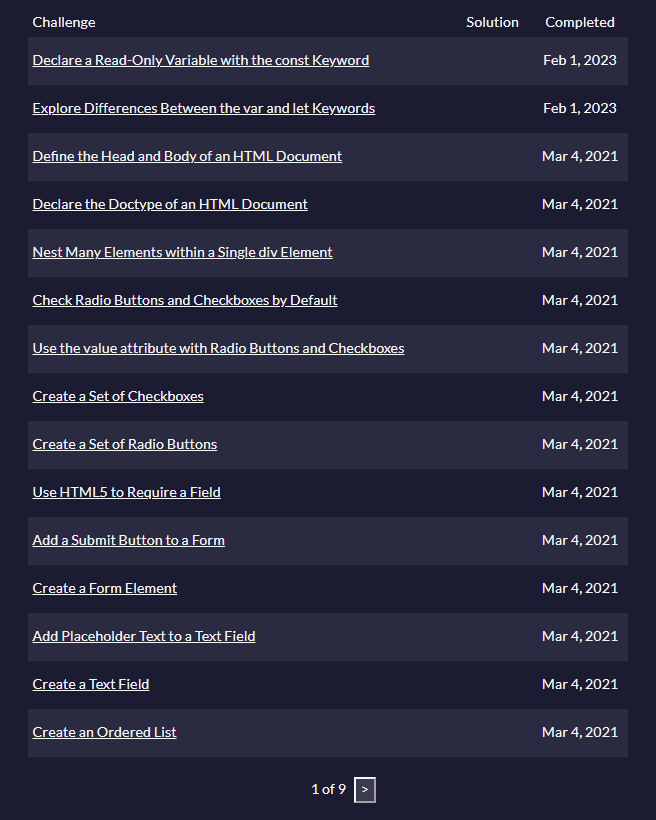 Challenge Solution Completed
Declare a Read-Only Variable with the const Keyword Feb 1, 2023
Explore Differences Between the var and let Keywords Feb 1, 2023
Define the Head and Body of an HTML Document Mar 4, 2021
Declare the Doctype of an HTML Document Mar 4, 2021
Nest Many Elements within a Single div Element Mar 4, 2021
Check Radio Buttons and Checkboxes by Default Mar 4, 2021
Use the value attribute with Radio Buttons and Checkboxes Mar 4, 2021
Create a Set of Checkboxes Mar 4, 2021
Create a Set of Radio Buttons Mar 4, 2021
Use HTML5 to Require a Field Mar 4, 2021
Add a Submit Button to a Form Mar 4, 2021
Create a Form Element Mar 4, 2021
Add Placeholder Text to a Text Field Mar 4, 2021
Create a Text Field Mar 4, 2021
Create an Ordered List Mar 4, 2021
1 of 9 >